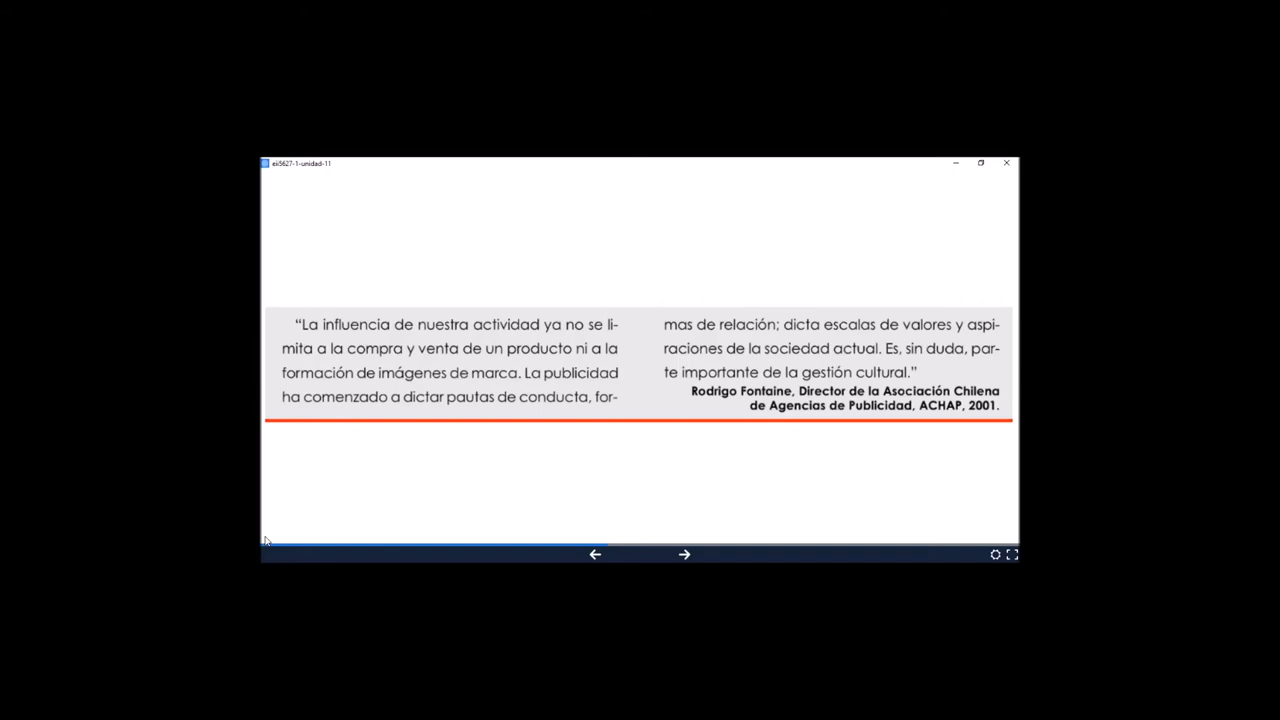 eii5627-1-unidad-11
“La influencia de nuestra actividad ya no se li-
mita a la compra y venta de un producto ni a la
formación de imágenes de marca. La publicidad
ha comenzado a dictar pautas de conducta, for-
mas de relación; dicta escalas de valores y aspi-
raciones de la sociedad actual. Es, sin duda, par-
te importante de la gestión cultural.”
Rodrigo Fontaine, Director de la Asociación Chilena
de Agencias de Publicidad, ACHAP, 2001.